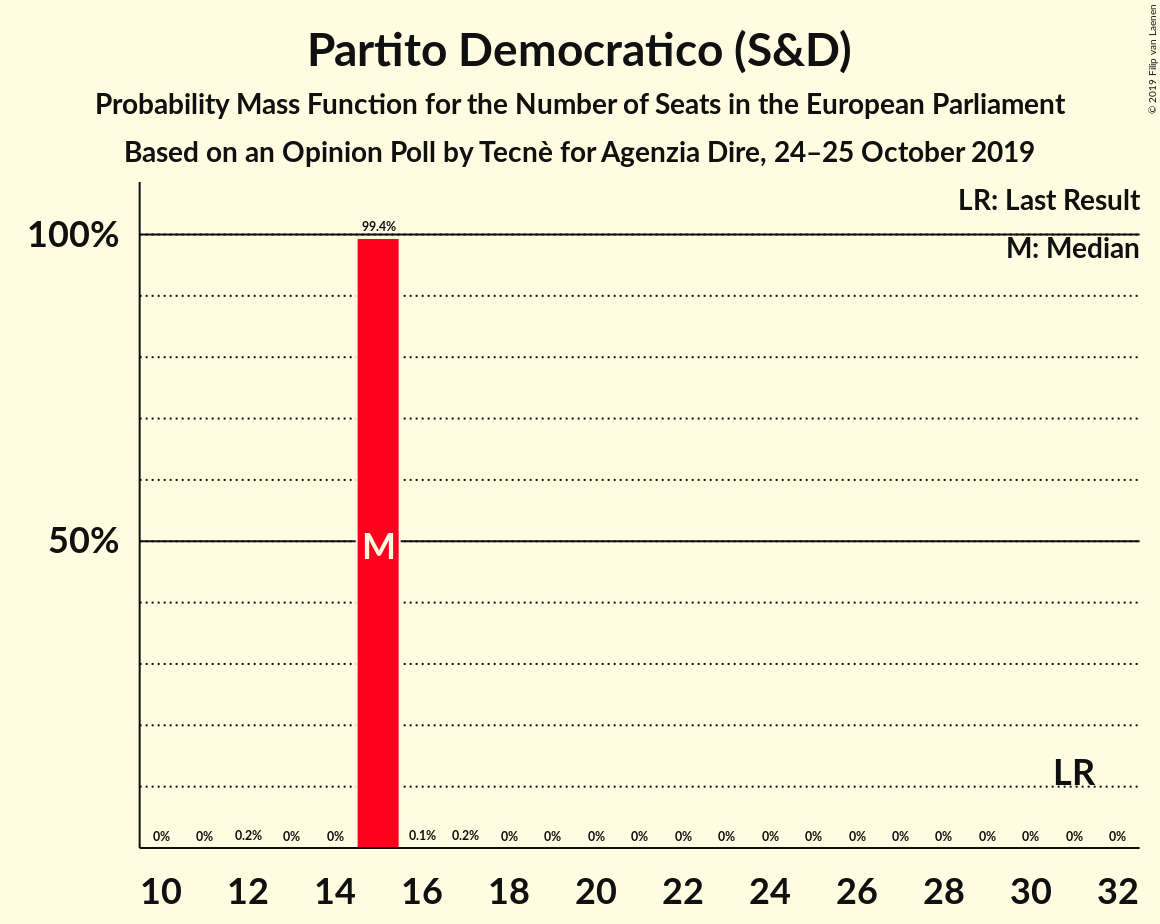 Partito Democratico (S&D)
Probability Mass Function for the Number of Seats in the European Parliament
Based on an Opinion Poll by Tecnè for Agenzia Dire, 24–25 October 2019
© 2019 Filip van Laenen
LR: Last Result
M: Median
100%
50%
99.4%
M
LR
0% 0% 0.2% 0% 0% 0.1% 0.2% 0% 0% 0% 0% 0% 0% 0% 0% 0% 0% 0% 0% 0% 0% 0%
10 12 14 16 18 20 22 24 26 28 30 32